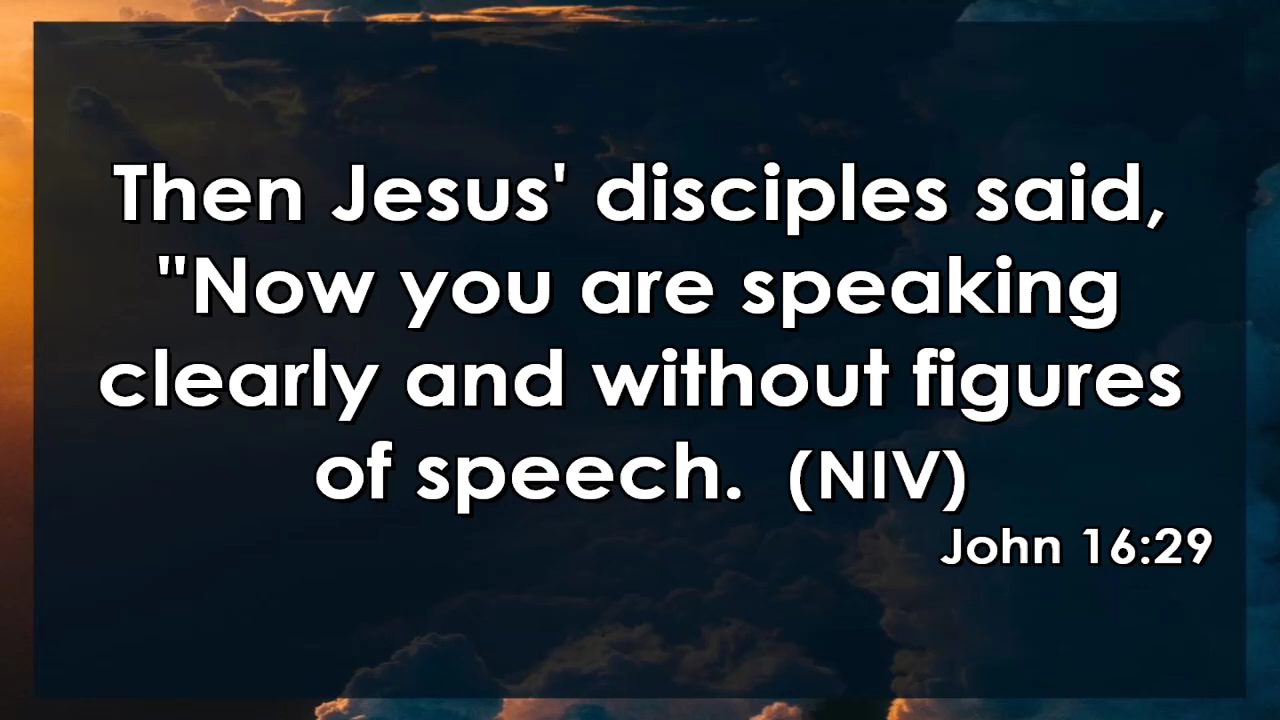 Then Jesus' disciples said,
"Now you are speaking
clearly and without figures
of speech. (NIV)
John 16:29